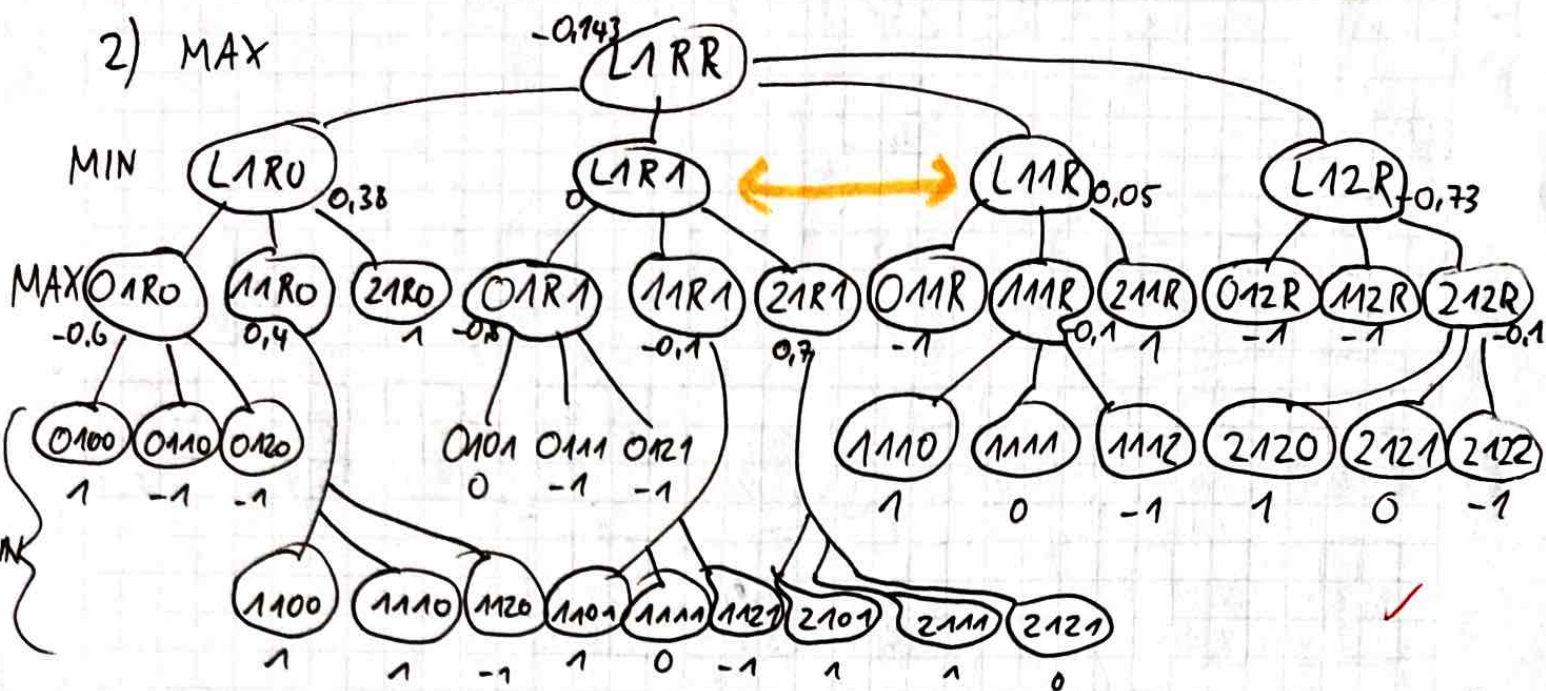 2) MAX -0,143 L1RR
MIN L1R0 0,38 L1R1 0 L11R 0,05 L12R -0,73
MAX 01R0 11R0 21R0 01R1 11R1 21R1 011R 111R 211R 012R 112R 212R
-0,6 0,4 1 -0,8 -0,1 0,7 -1 -0,1 1 -1 -1 -0,1
0100 0110 0120 0101 0111 0121 1110 1111 1112 2120 2121 2122
1 -1 -1 0 -1 -1 1 0 -1 1 0 -1
1100 1110 1120 1101 1111 1121 2101 2111 2121
1 1 -1 1 0 -1 1 1 0